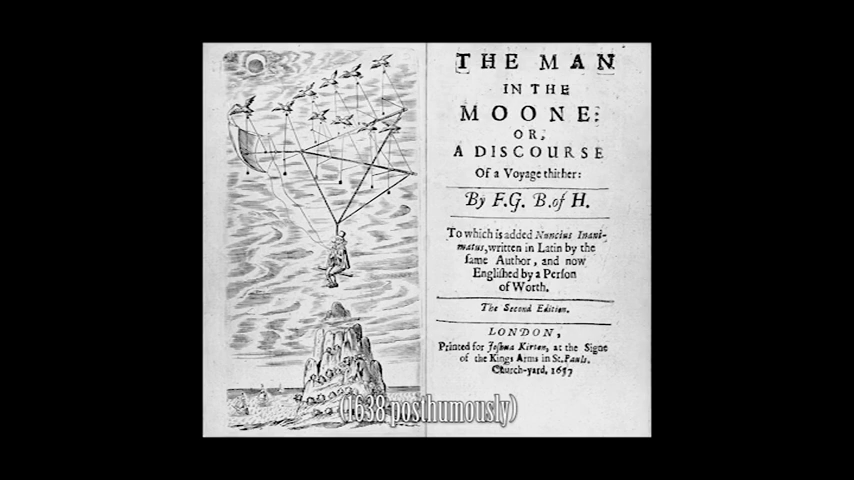 THE MAN
IN THE
MOONE:
OR,
A DISCOURSE
Of a Voyage thither:
By F.G. B. of H.
To which is added Nuncius Inani-
matus, written in Latin by the
same Author, and now
Englished by a Person
of Worth.
The Second Edition.
LONDON,
Printed for Joshua Kirton, at the Signe
of the Kings Arms in St. Pauls
Church-yard, 1657
(1638 posthumously)